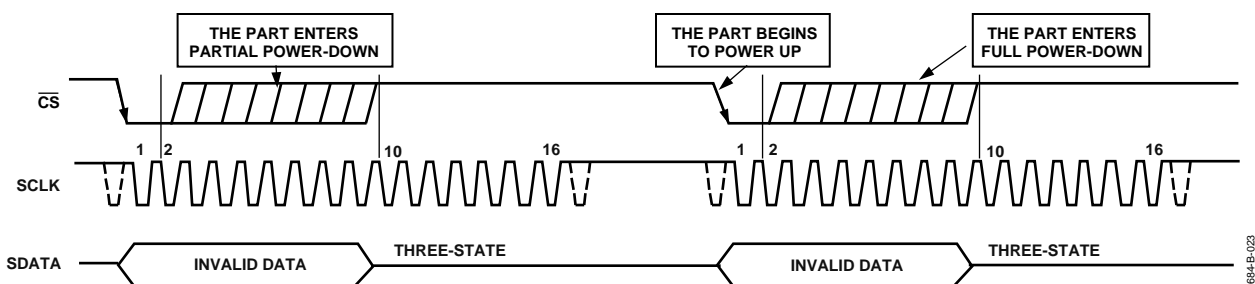 THE PART ENTERS
PARTIAL POWER-DOWN
THE PART BEGINS
TO POWER UP
THE PART ENTERS
FULL POWER-DOWN
CS
1 2 10 16 1 2 10 16
SCLK
SDATA
INVALID DATA
THREE-STATE
INVALID DATA
THREE-STATE
684-B-023